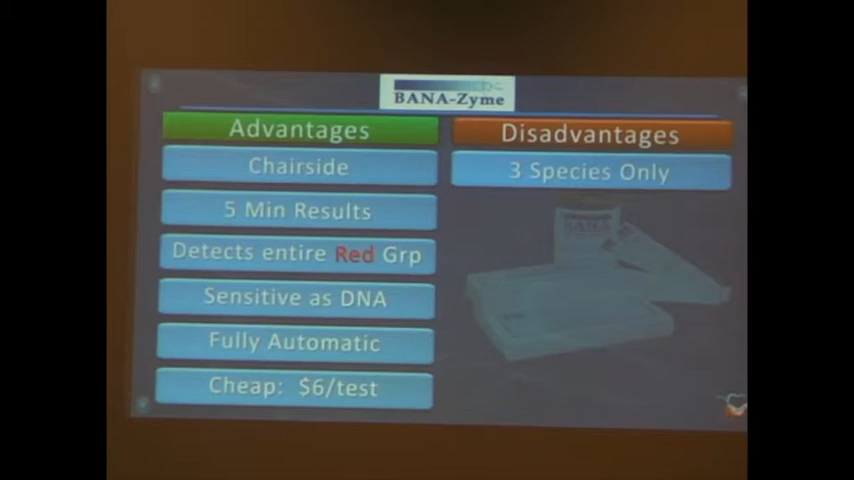 BANA-Zyme
Advantages
Chairside
5 Min Results
Detects entire Red Grp
Sensitive as DNA
Fully Automatic
Cheap: $6/test
Disadvantages
3 Species Only
BANA